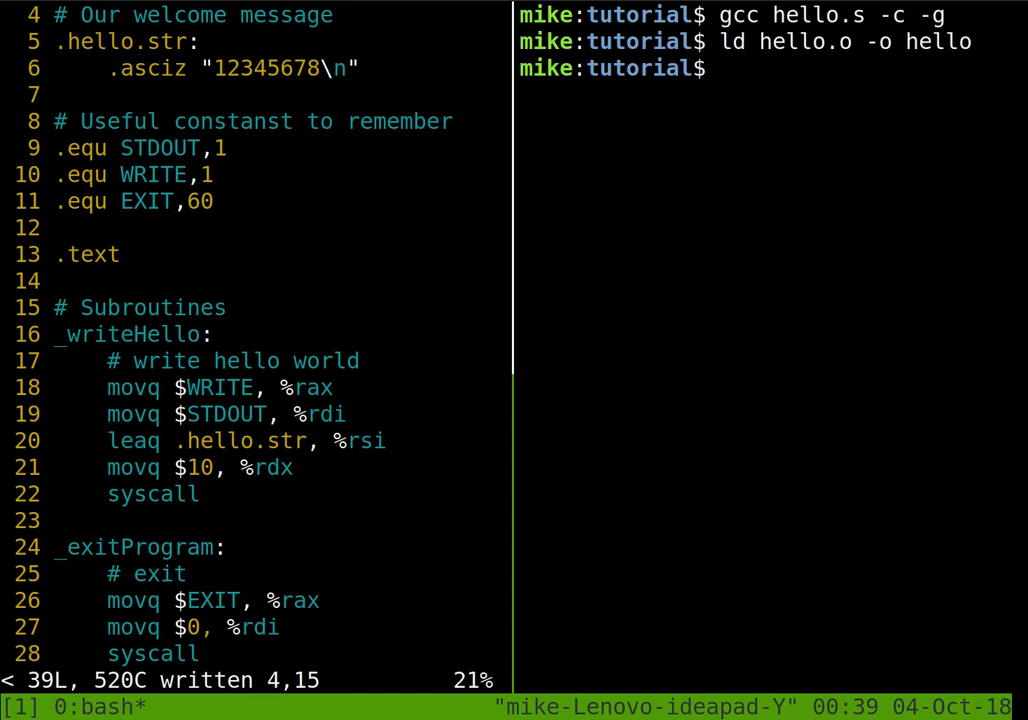 4 # Our welcome message
5 .hello.str:
6     .asciz "12345678\n"
7
8 # Useful constanst to remember
9 .equ STDOUT,1
10 .equ WRITE,1
11 .equ EXIT,60
12
13 .text
14
15 # Subroutines
16 _writeHello:
17     # write hello world
18     movq $WRITE, %rax
19     movq $STDOUT, %rdi
20     leaq .hello.str, %rsi
21     movq $10, %rdx
22     syscall
23
24 _exitProgram:
25     # exit
26     movq $EXIT, %rax
27     movq $0, %rdi
28     syscall
< 39L, 520C written 4,15          21%
mike:tutorial$ gcc hello.s -c -g
mike:tutorial$ ld hello.o -o hello
mike:tutorial$
[1] 0:bash*                          "mike-Lenovo-ideapad-Y" 00:39 04-Oct-18